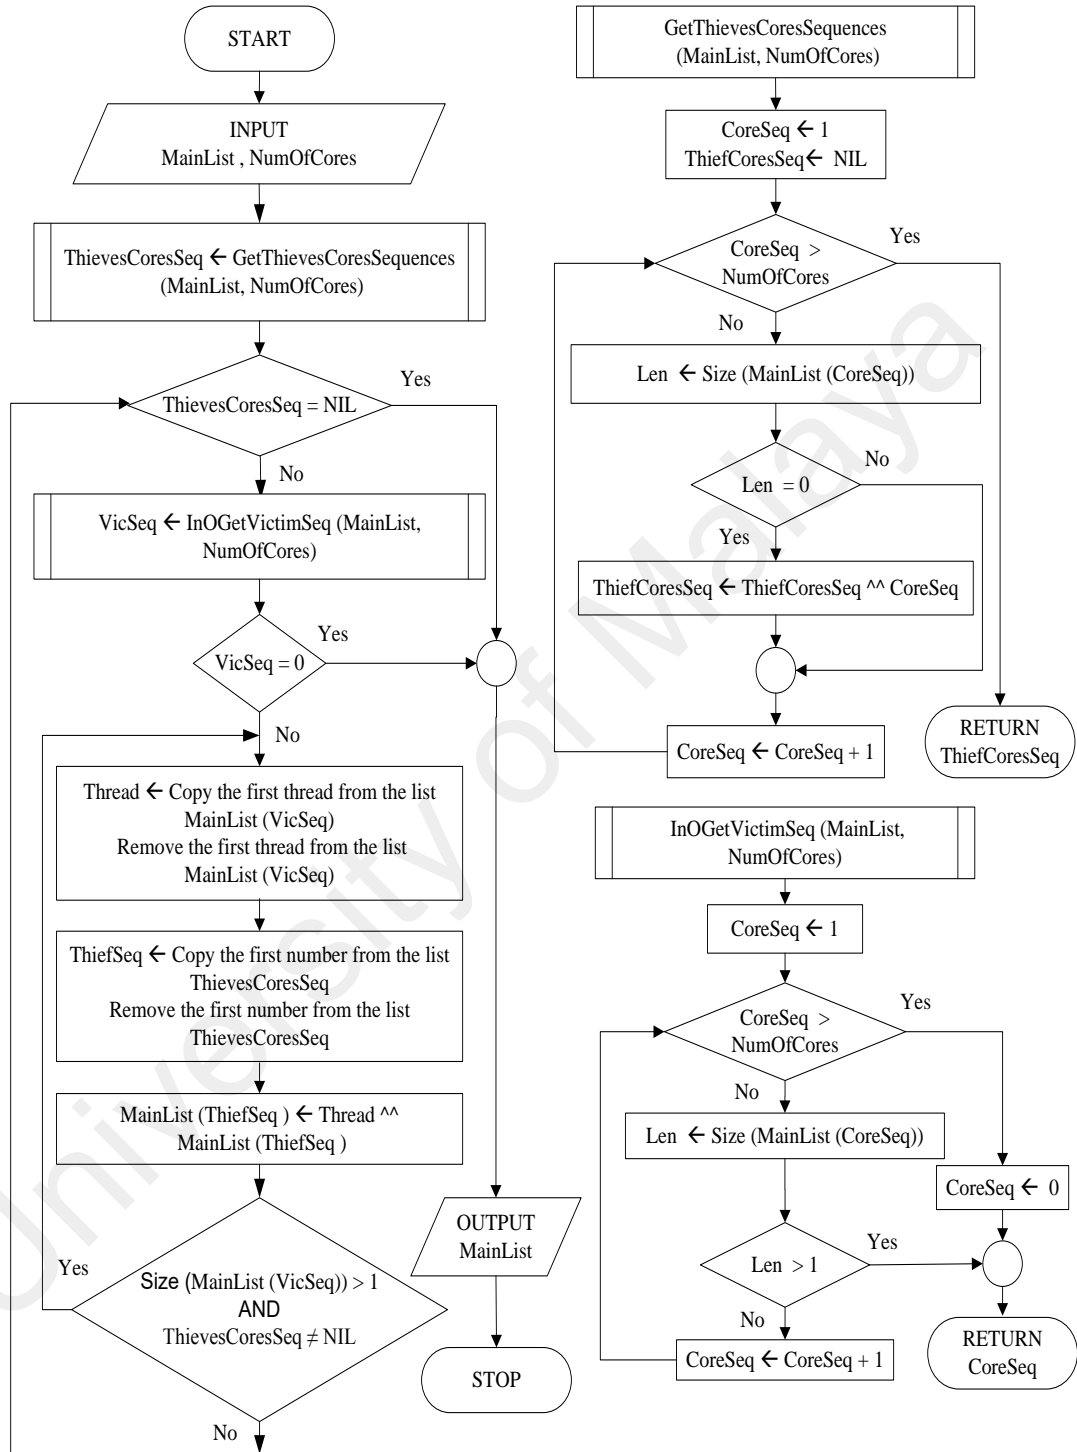 START
INPUT
MainList , NumOfCores
ThievesCoresSeq ← GetThievesCoresSequences
(MainList, NumOfCores)
Yes
ThievesCoresSeq = NIL
No
VicSeq ← InOGetVictimSeq (MainList,
NumOfCores)
Yes
VicSeq = 0
No
Thread ← Copy the first thread from the list
MainList (VicSeq)
Remove the first thread from the list
MainList (VicSeq)
ThiefSeq ← Copy the first number from the list
ThievesCoresSeq
Remove the first number from the list
ThievesCoresSeq
MainList (ThiefSeq ) ← Thread ^^
MainList (ThiefSeq )
Yes
Size (MainList (VicSeq)) > 1
AND
ThievesCoresSeq ≠ NIL
No
OUTPUT
MainList
STOP
GetThievesCoresSequences
(MainList, NumOfCores)
CoreSeq ← 1
ThiefCoresSeq ← NIL
CoreSeq >
NumOfCores
Yes
No
Len ← Size (MainList (CoreSeq))
No
Len = 0
Yes
ThiefCoresSeq ← ThiefCoresSeq ^^ CoreSeq
CoreSeq ← CoreSeq + 1
RETURN
ThiefCoresSeq
InOGetVictimSeq (MainList,
NumOfCores)
CoreSeq ← 1
CoreSeq >
NumOfCores
Yes
No
Len ← Size (MainList (CoreSeq))
CoreSeq ← 0
Len > 1
Yes
No
CoreSeq ← CoreSeq + 1
RETURN
CoreSeq
University of Malaya